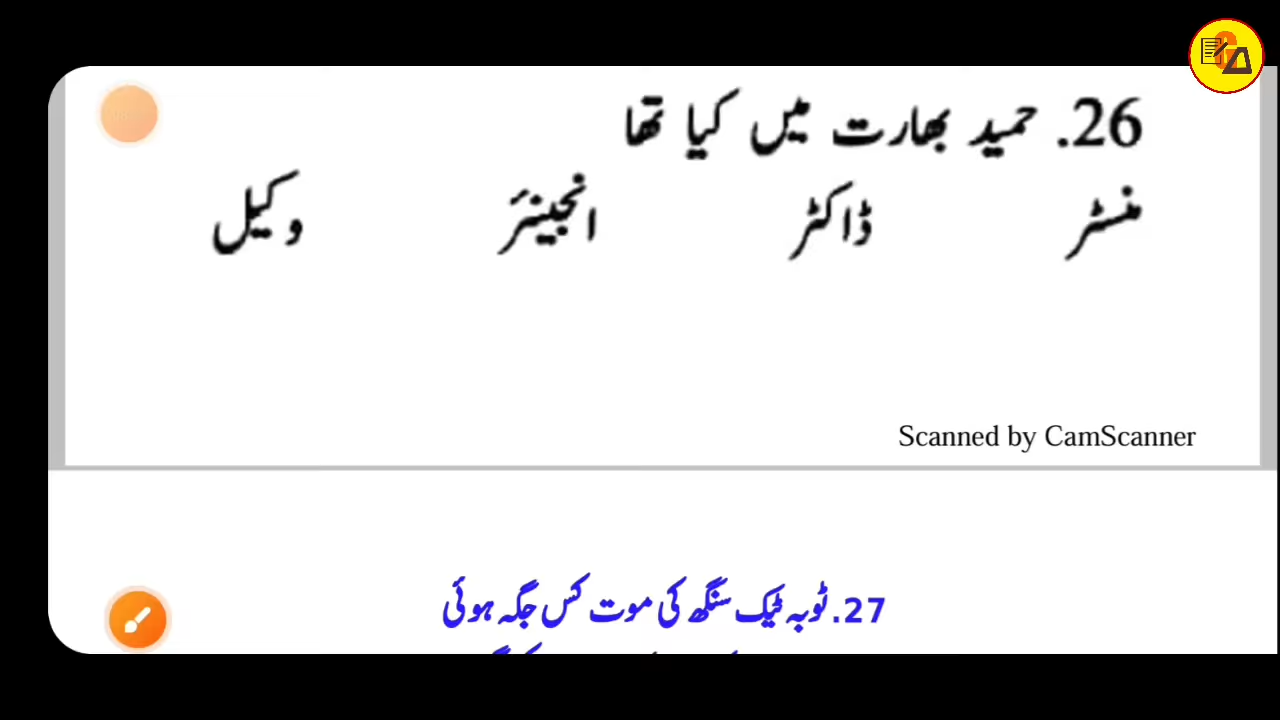 26. حمید بھارت میں کیا تھا
منسٹر ڈاکٹر انجینئر وکیل
Scanned by CamScanner
27. ٹوبہ ٹیک سنگھ کی موت کس جگہ ہوئی